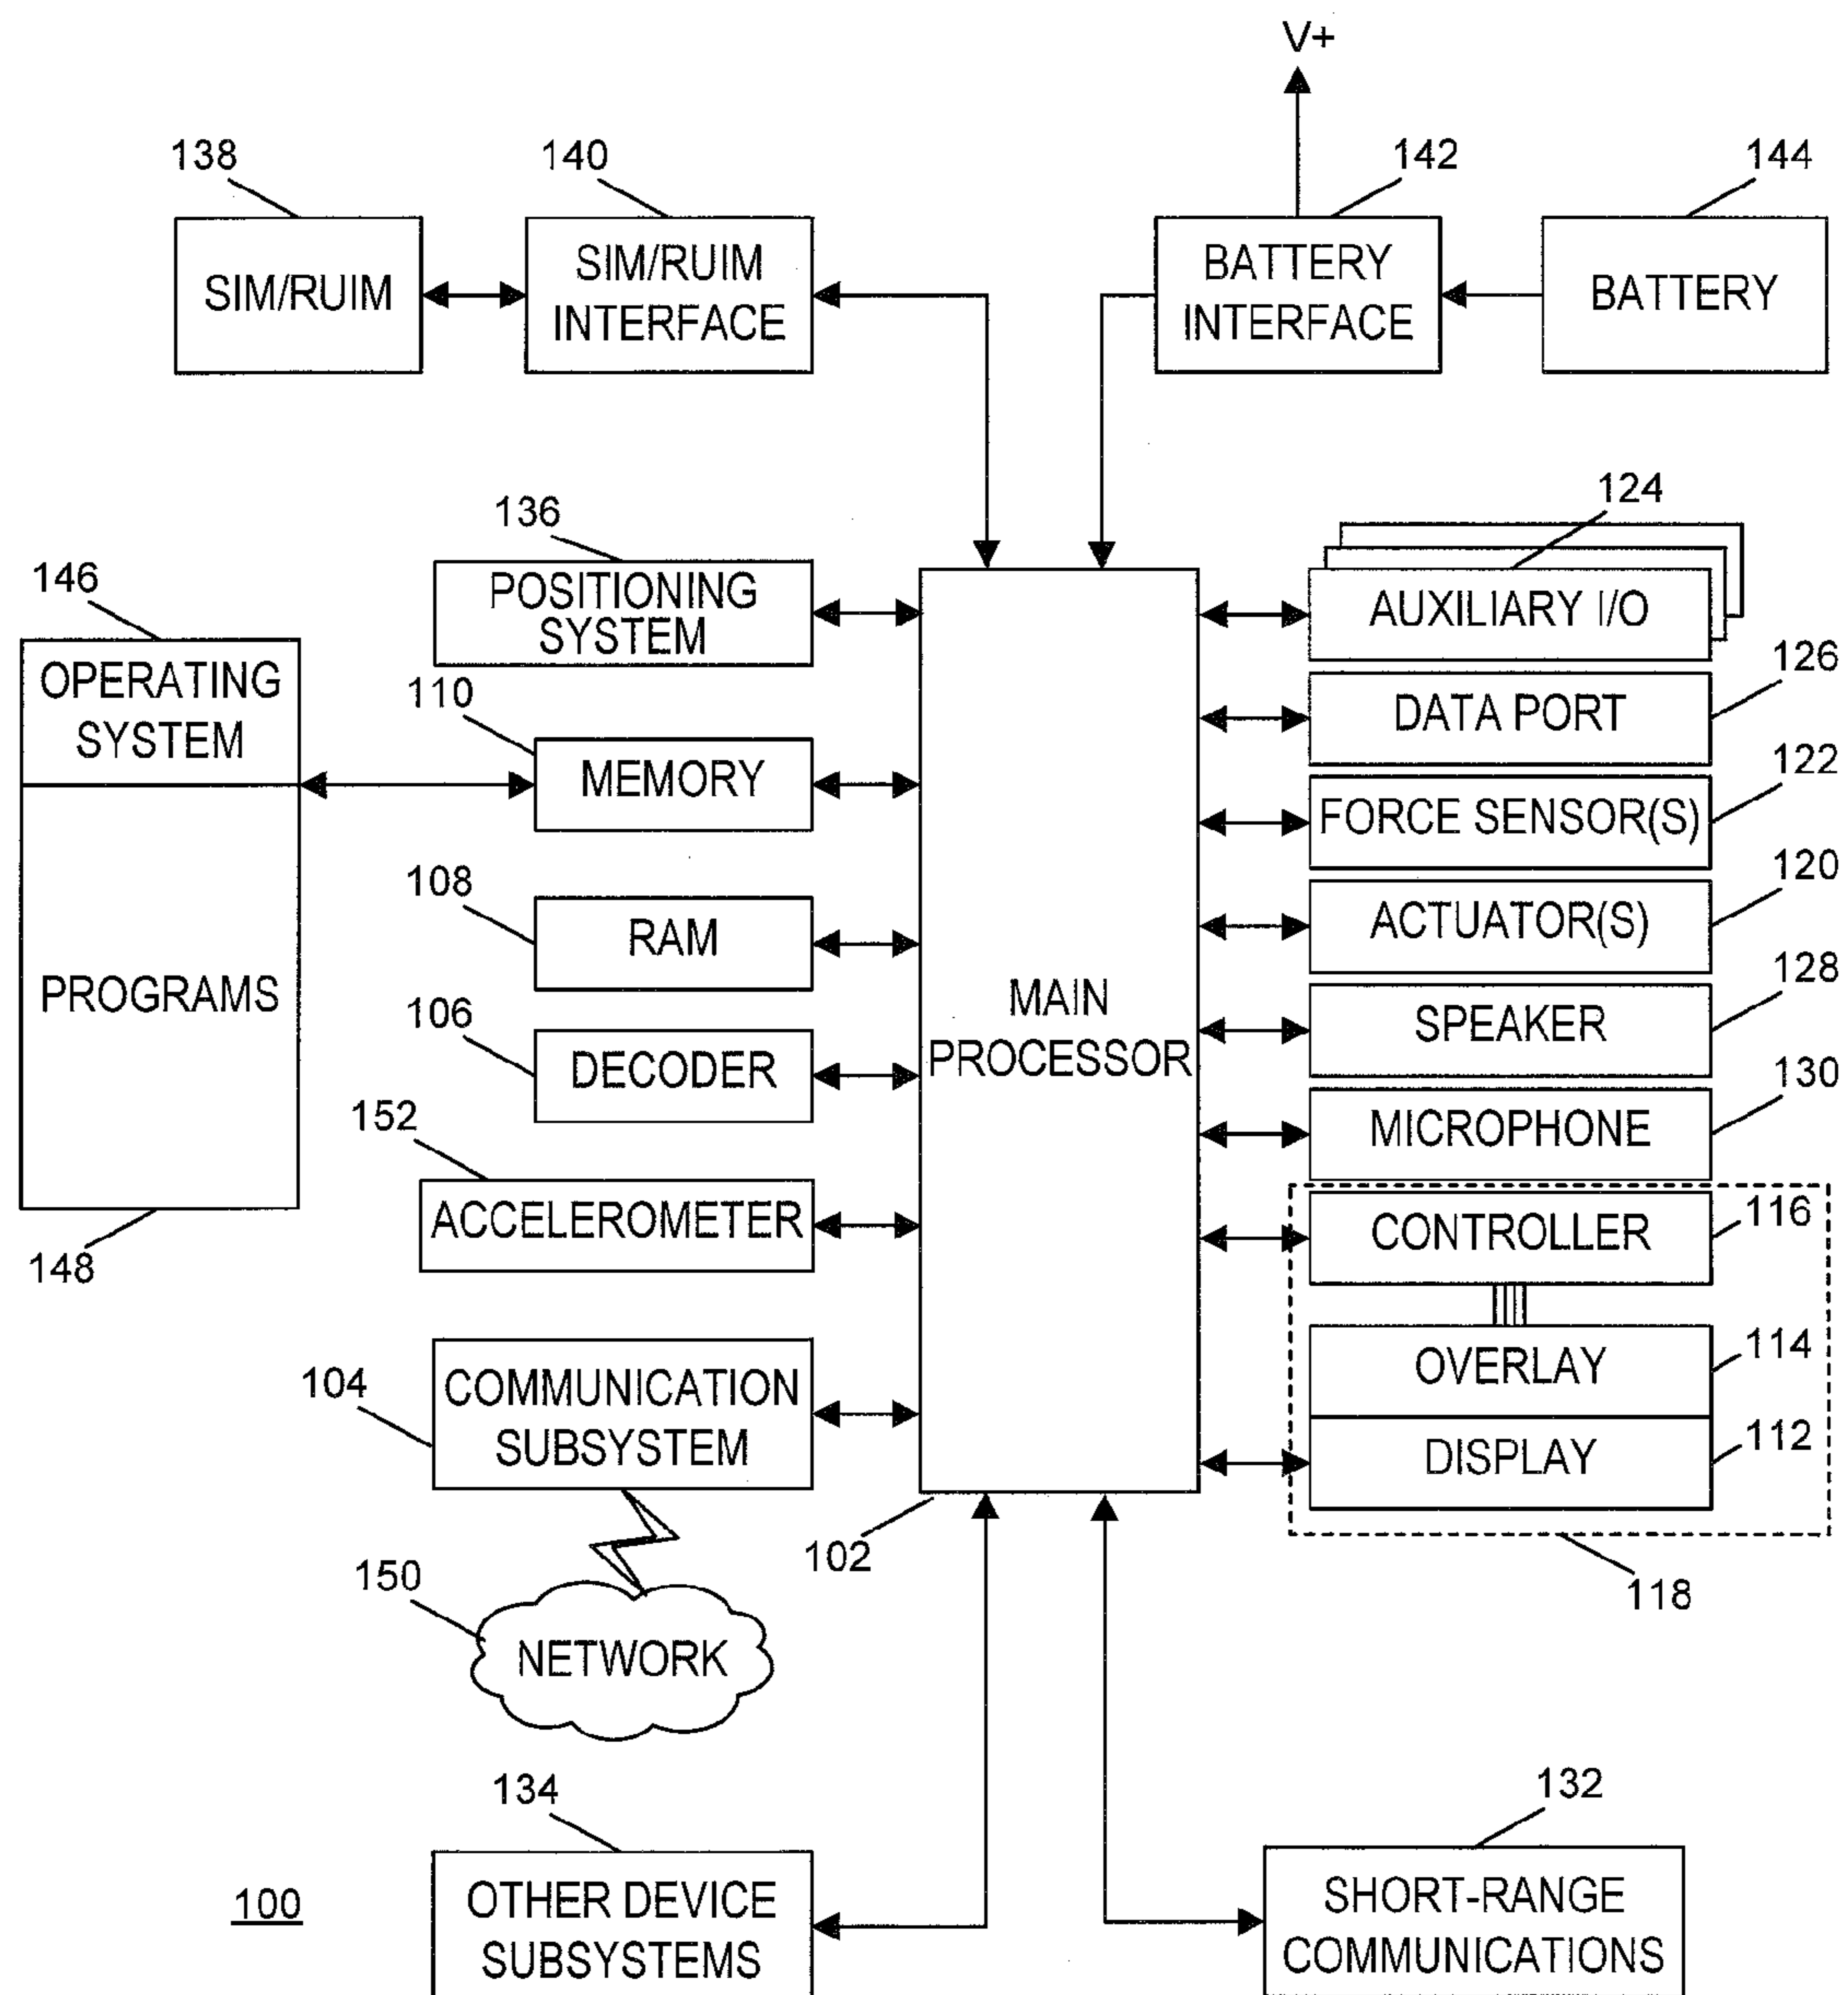 V+
138
140
142
144
SIM/RUIM
SIM/RUIM
INTERFACE
BATTERY
INTERFACE
BATTERY
136
POSITIONING
SYSTEM
124
AUXILIARY I/O
146
OPERATING
SYSTEM
126
DATA PORT
110
MEMORY
122
FORCE SENSOR(S)
108
RAM
120
ACTUATOR(S)
PROGRAMS
MAIN
PROCESSOR
128
SPEAKER
106
DECODER
130
MICROPHONE
152
ACCELEROMETER
CONTROLLER
116
148
104
COMMUNICATION
SUBSYSTEM
OVERLAY
114
DISPLAY
112
102
118
150
NETWORK
134
132
100
OTHER DEVICE
SUBSYSTEMS
SHORT-RANGE
COMMUNICATIONS